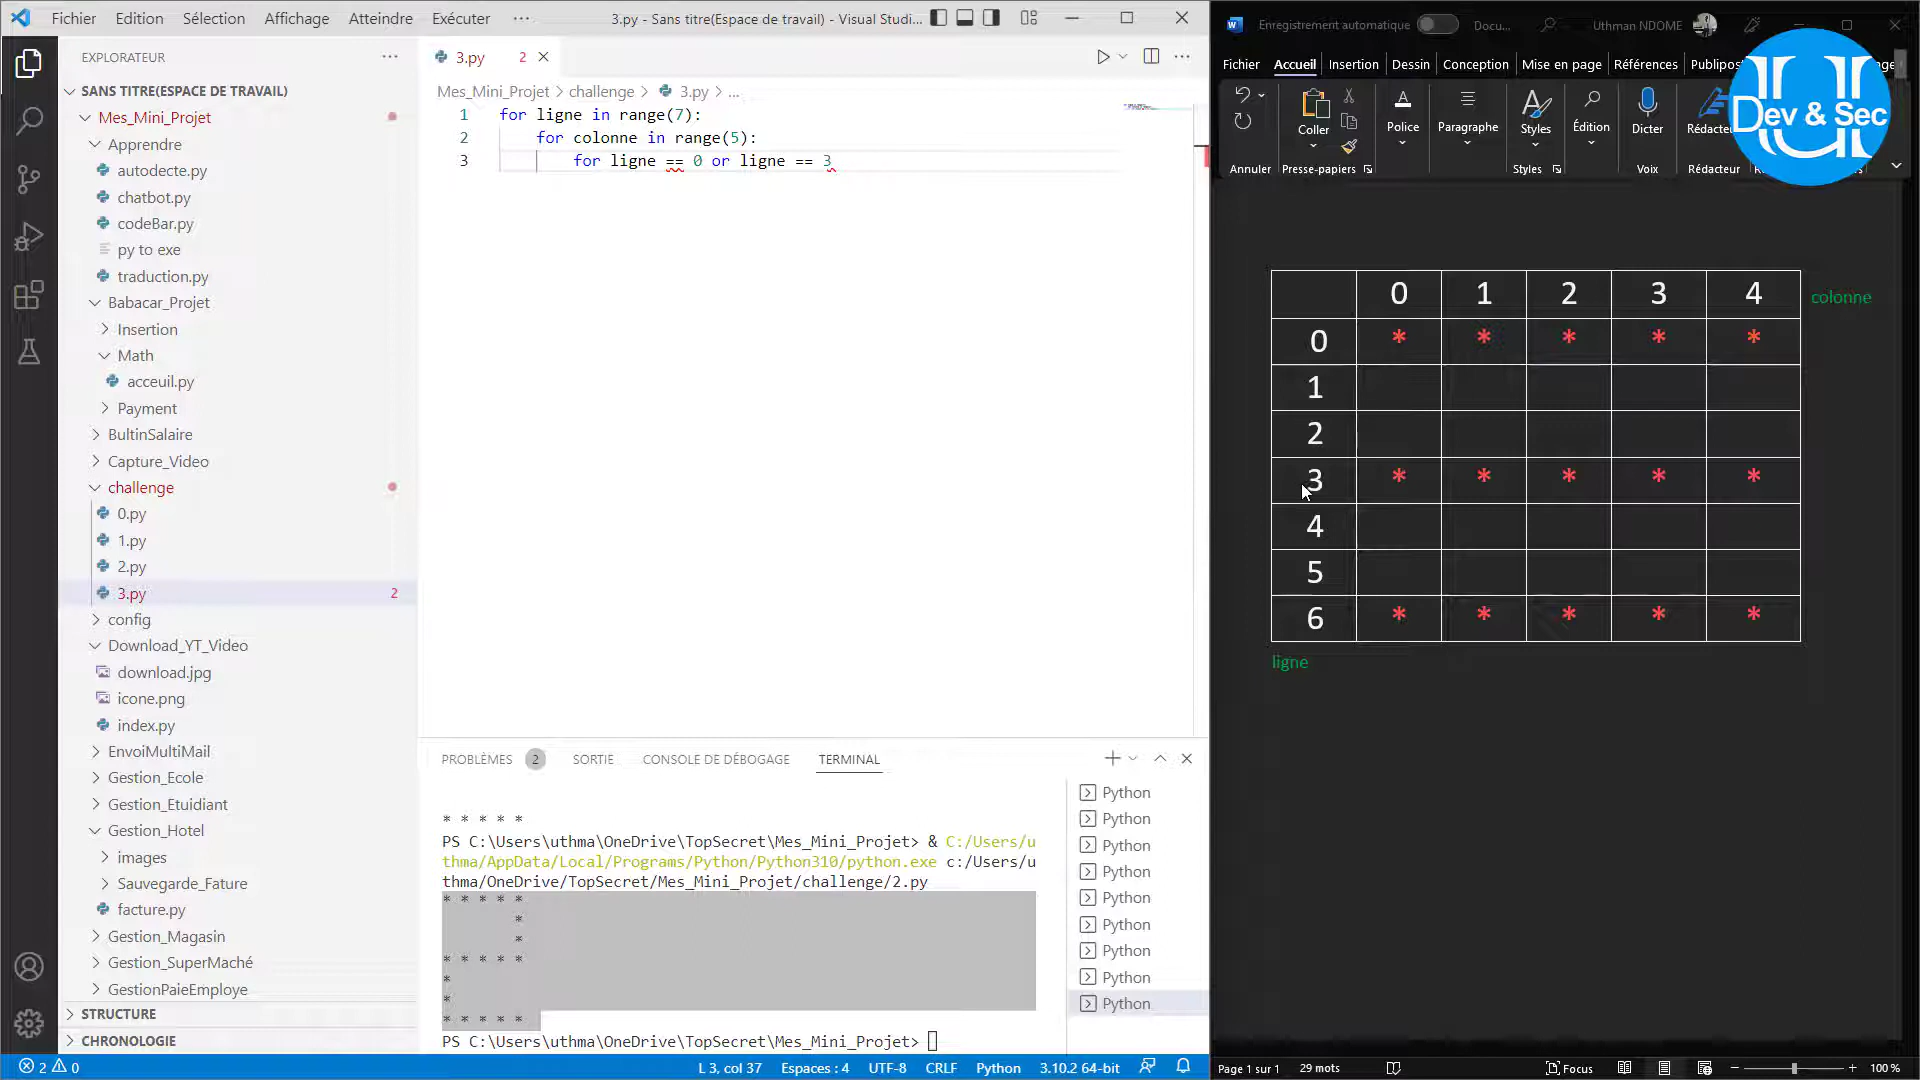 Fichier Edition Sélection Affichage Atteindre Exécuter ··· 3.py - Sans titre(Espace de travail) - Visual Studi...
EXPLORATEUR ···
SANS TITRE(ESPACE DE TRAVAIL)
Mes_Mini_Projet
Apprendre
autodecte.py
chatbot.py
codeBar.py
py to exe
traduction.py
Babacar_Projet
Insertion
Math
acceuil.py
Payment
BultinSalaire
Capture_Video
challenge
0.py
1.py
2.py
3.py 2
config
Download_YT_Video
download.jpg
icone.png
index.py
EnvoiMultiMail
Gestion_Ecole
Gestion_Etuidiant
Gestion_Hotel
images
Sauvegarde_Fature
facture.py
Gestion_Magasin
Gestion_SuperMaché
GestionPaieEmploye
STRUCTURE
CHRONOLOGIE
3.py 2
Mes_Mini_Projet > challenge > 3.py > ...
1 for ligne in range(7):
2 for colonne in range(5):
3 for ligne == 0 or ligne == 3
PROBLÈMES 2 SORTIE CONSOLE DE DÉBOGAGE TERMINAL
* * * * *
PS C:\Users\uthma\OneDrive\TopSecret\Mes_Mini_Projet> & C:/Users/u
thma/AppData/Local/Programs/Python/Python310/python.exe c:/Users/u
thma/OneDrive/TopSecret/Mes_Mini_Projet/challenge/2.py
* * * * *
*
*
* * * * *
*
*
* * * * *
PS C:\Users\uthma\OneDrive\TopSecret\Mes_Mini_Projet>
Python
Python
Python
Python
Python
Python
Python
Python
Python
2 0 L 3, col 37 Espaces : 4 UTF-8 CRLF Python 3.10.2 64-bit
Enregistrement automatique Docu... Uthman NDOME
Fichier Accueil Insertion Dessin Conception Mise en page Références Publipos
Coller Police Paragraphe Styles Édition Dicter Rédacteu
Annuler Presse-papiers Styles Voix Rédacteur
U
Dev & Sec
0 1 2 3 4 colonne
0 * * * * *
1
2
3 * * * * *
4
5
6 * * * * *
ligne
Page 1 sur 1 29 mots Focus 100 %